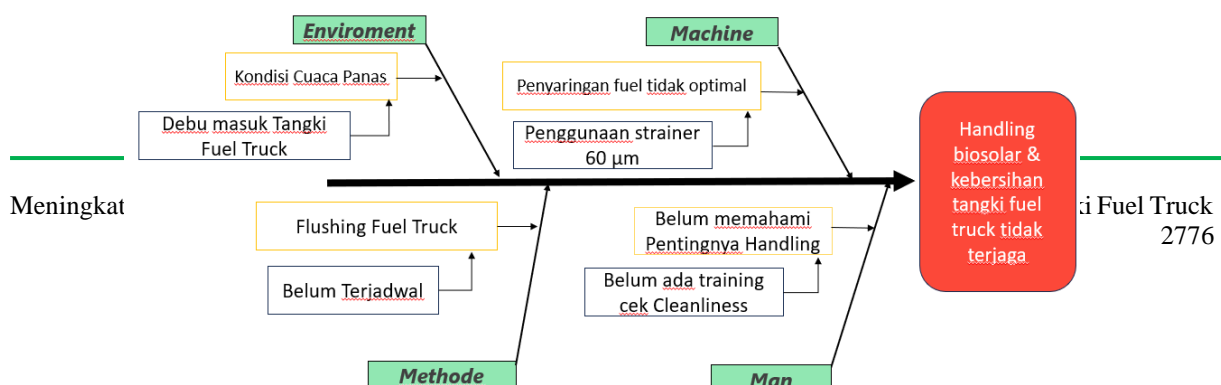 Enviroment
Machine
Kondisi Cuaca Panas
Penyaringan fuel tidak optimal
Debu masuk Tangki
Fuel Truck
Penggunaan strainer
60 µm
Handling
biosolar &
kebersihan
tangki fuel
truck tidak
terjaga
Meningkat
ki Fuel Truck
2776
Flushing Fuel Truck
Belum memahami
Pentingnya Handling
Belum Terjadwal
Belum ada training
cek Cleanliness
Methode
Man